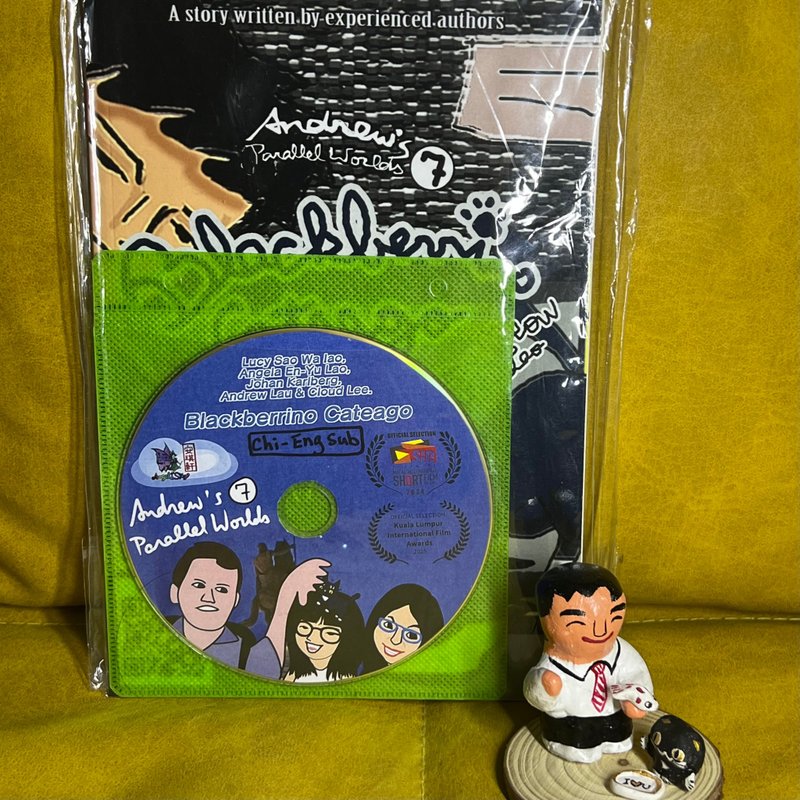 A story written by experienced authors
Andrew's
Parallel Worlds 7
Lucy Sao Wa Iao,
Angela En-Yu Lao,
Johan Karlberg,
Andrew Lau & Cloud Lee.
Blackberrino Cateago
Chi-Eng Sub
OFFICIAL SELECTION
SHORT
OFFICIAL SELECTION
Kuala Lumpur
International Film
Awards
Andrew's 7
Parallel Worlds
I ♥ U